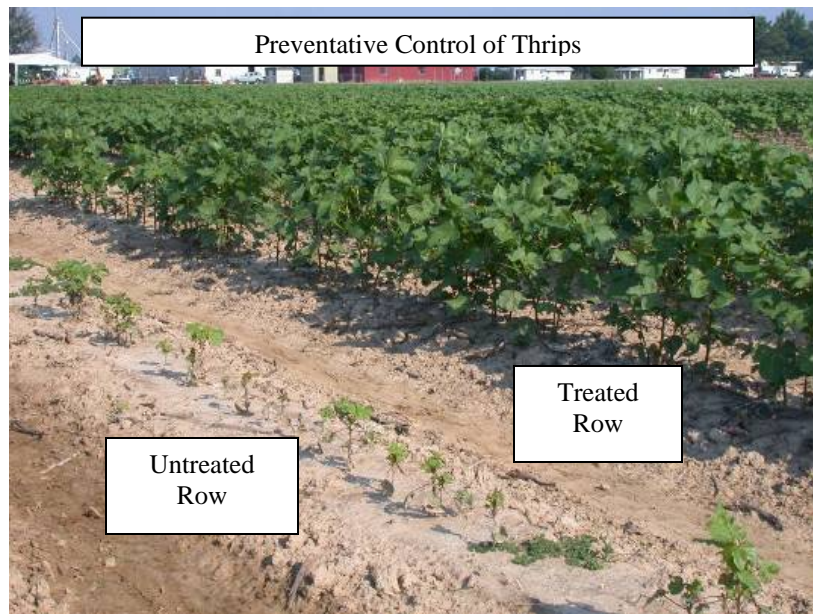 Preventative Control of Thrips
Treated
Row
Untreated
Row